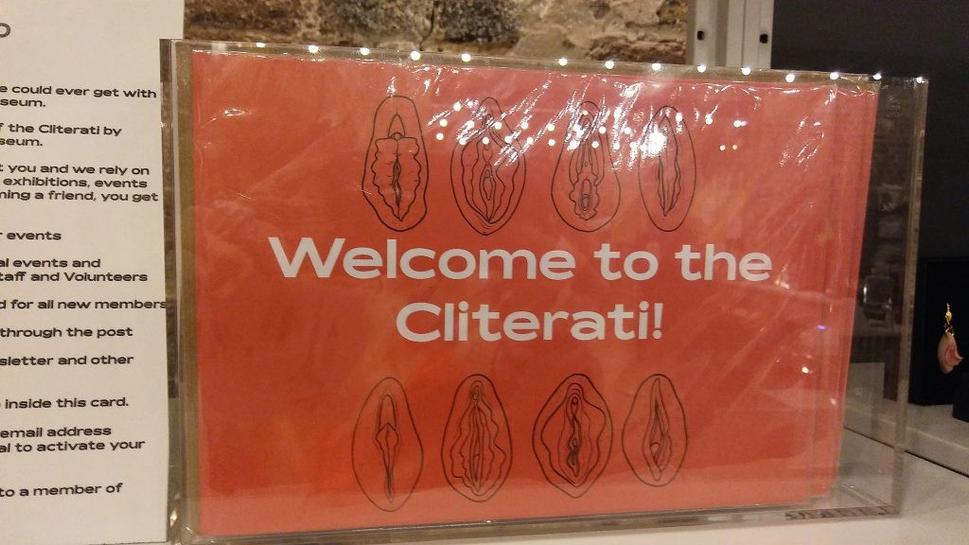 e could ever get with
seum.
f the Cliterati by
seum.
t you and we rely on
exhibitions, events
ning a friend, you get
r events
al events and
taff and Volunteers
d for all new members
through the post
sletter and other
inside this card.
email address
al to activate your
to a member of
Welcome to the
Cliterati!